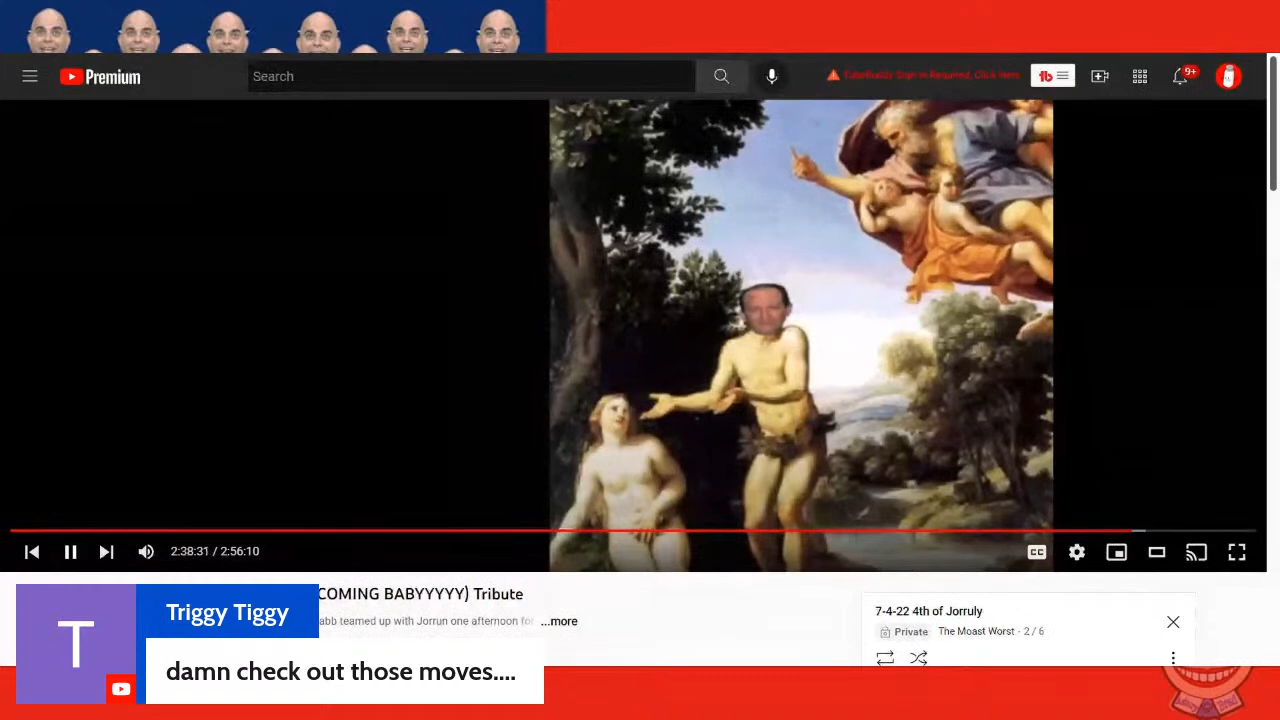 Premium
Search
9+
2:38:31 / 2:56:10
CC
COMING BABYYYYY) Tribute
abb teamed up with Jorrun one afternoon for ...more
7-4-22 4th of Jorruly
Private The Moast Worst - 2 / 6
T
Triggy Tiggy
damn check out those moves....